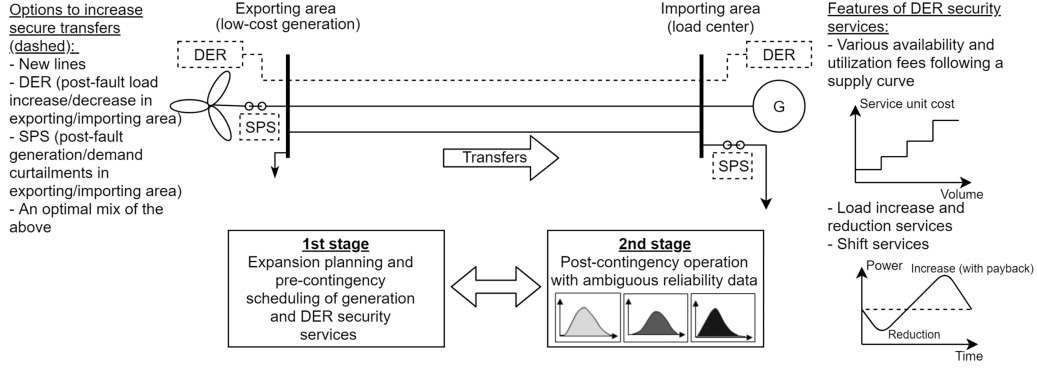 Options to increase
secure transfers
(dashed):
- New lines
- DER (post-fault load
increase/decrease in
exporting/importing area)
- SPS (post-fault
generation/demand
curtailments in
exporting/importing area)
- An optimal mix of the
above
Exporting area
(low-cost generation)
DER
SPS
Transfers
Importing area
(load center)
DER
G
SPS
1st stage
Expansion planning and
pre-contingency
scheduling of generation
and DER security
services
2nd stage
Post-contingency operation
with ambiguous reliability data
Features of DER security
services:
- Various availability and
utilization fees following a
supply curve
Service unit cost
Volume
- Load increase and
reduction services
- Shift services
Power
Increase (with payback)
Reduction
Time